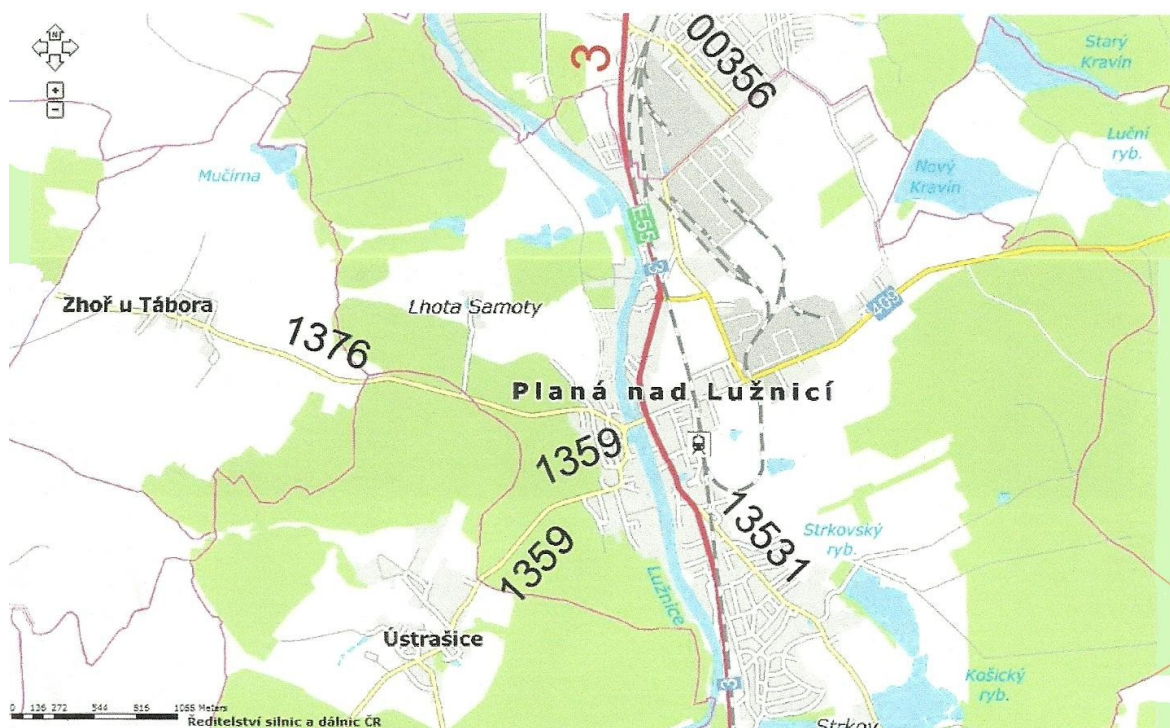 N
3
00356
Starý
Kravín
Luční
ryb.
Mučírna
Nový
Kravín
E55
3
Zhoř u Tábora
Lhota Samoty
409
1376
Planá nad Lužnicí
1359
13531
Strkovský
ryb.
1359
Lužnice
Ústrašice
Košický
ryb.
3
Strkov
0 136 272 544 816 1088 Meters
Ředitelství silnic a dálnic ČR